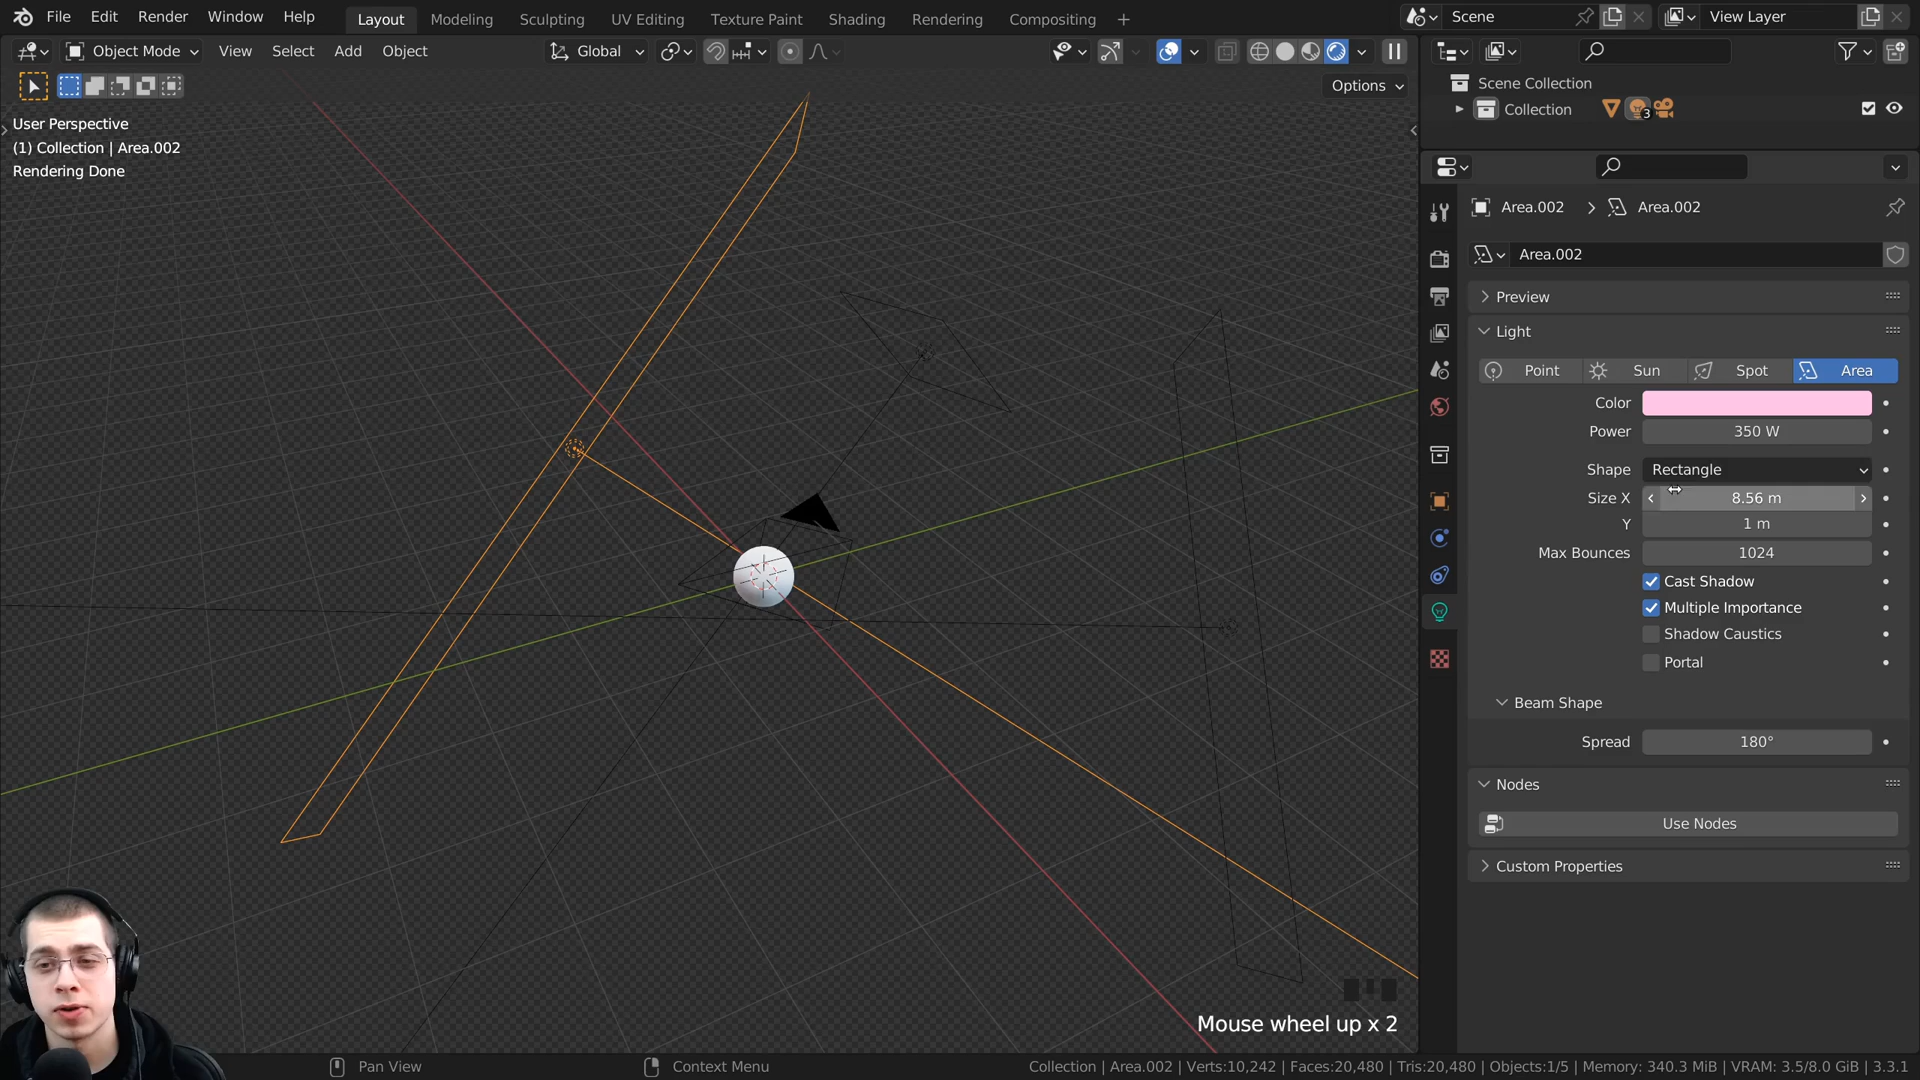 File Edit Render Window Help Layout Modeling Sculpting UV Editing Texture Paint Shading Rendering Compositing + Scene View Layer
Object Mode View Select Add Object Global
Options
User Perspective
(1) Collection | Area.002
Rendering Done
Scene Collection
Collection 3
Area.002 > Area.002
Area.002
Preview
Light
Point Sun Spot Area
Color
Power 350 W
Shape Rectangle
Size X 8.56 m
Y 1 m
Max Bounces 1024
Cast Shadow
Multiple Importance
Shadow Caustics
Portal
Beam Shape
Spread 180°
Nodes
Use Nodes
Custom Properties
Mouse wheel up x 2
Pan View Context Menu Collection | Area.002 | Verts:10,242 | Faces:20,480 | Tris:20,480 | Objects:1/5 | Memory: 340.3 MiB | VRAM: 3.5/8.0 GiB | 3.3.1